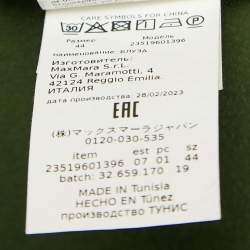 CARE SYMBOLS FOR CHINA
30
P
размер модель
44. 23519601396
наименование: БЛУЗА
Изготовитель:
MaxMara S.r.l.
Via G. Maramotti, 4
42124 Reggio Emilia
ИТАЛИЯ
дата производства: 28/02/2023
EAC
(株)マックスマーラジャパン
0120-030-535
item est pc sz
23519601396 07 01 44
batch: 32 659.170 19
MADE IN Tunisia
HECHO EN Túnez
производство ТУНИС